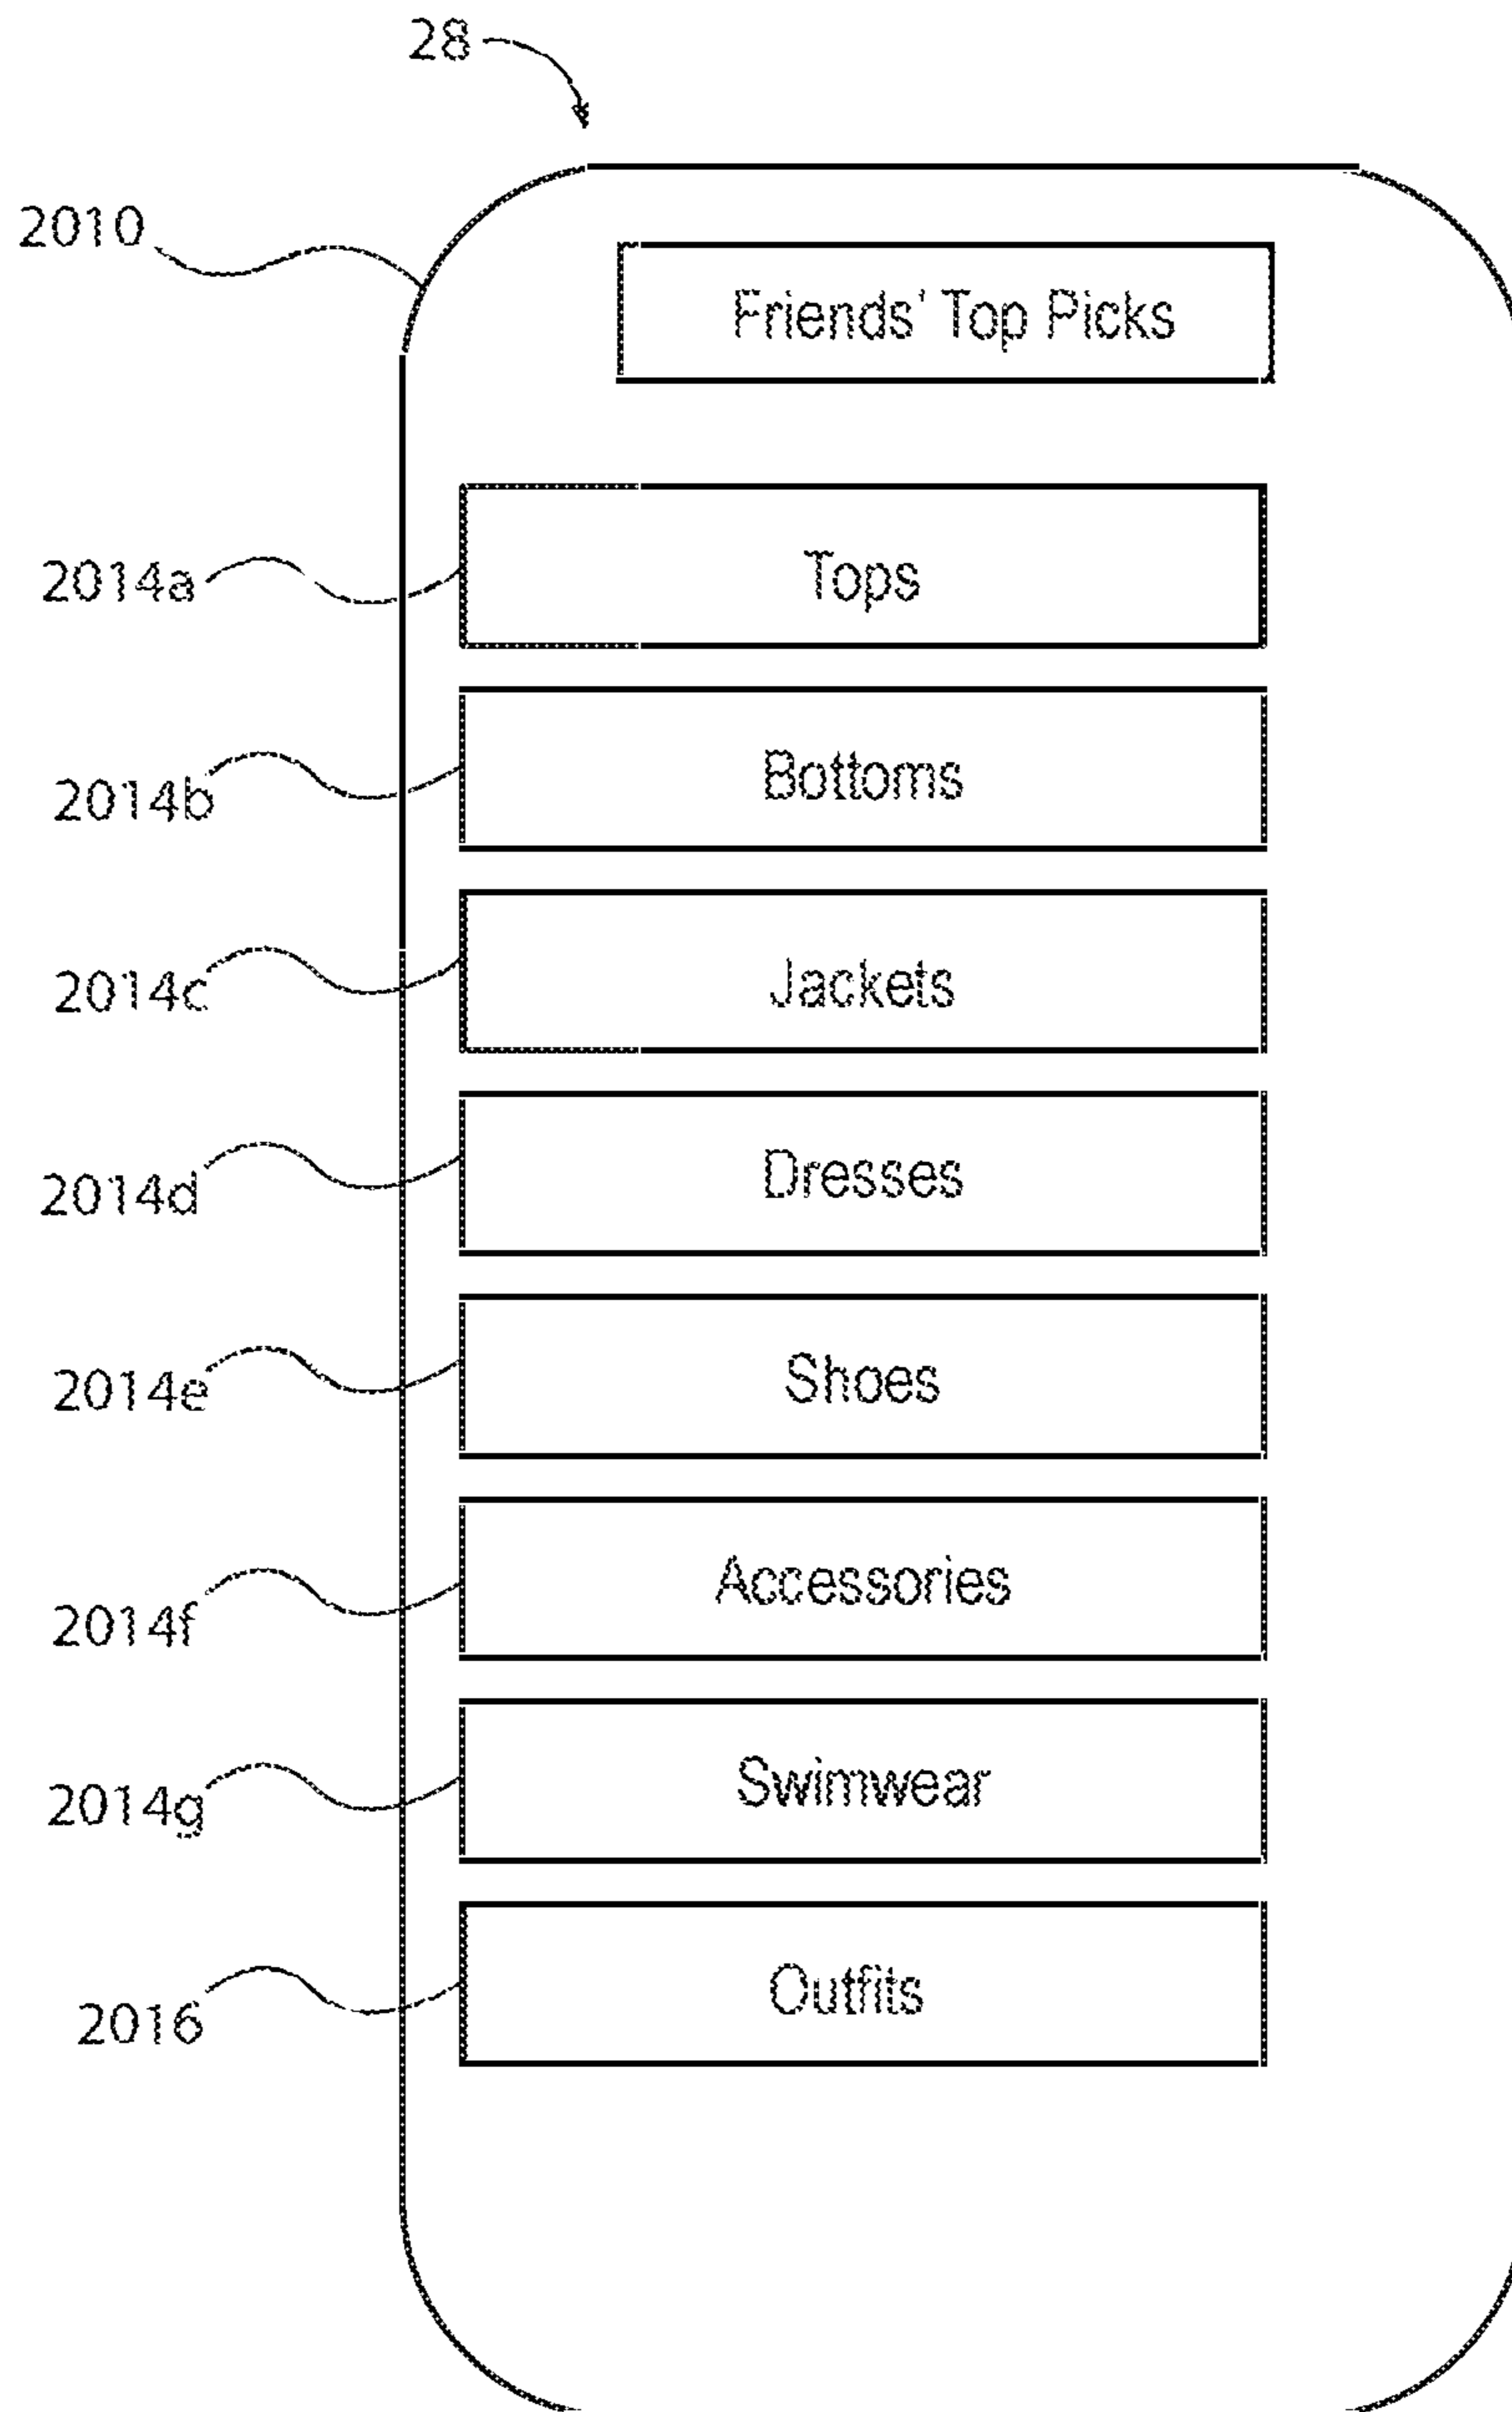 28
2010
Friends' Top Picks
2014a
Tops
2014b
Bottoms
2014c
Jackets
2014d
Dresses
2014e
Shoes
2014f
Accessories
2014g
Swimwear
2016
Outfits